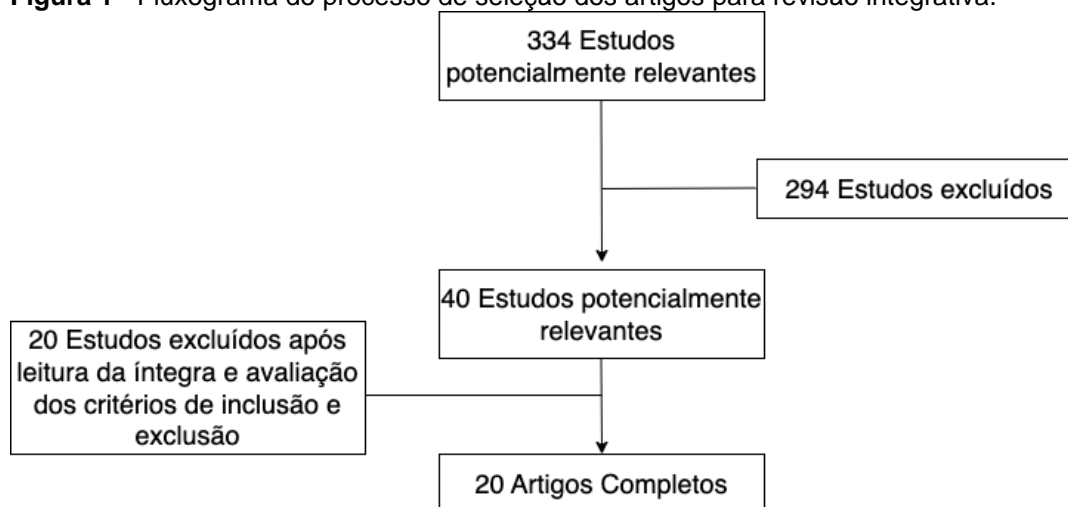 Figura 1 - Fluxograma do processo de seleção dos artigos para revisão integrativa.
334 Estudos
potencialmente relevantes
294 Estudos excluídos
40 Estudos potencialmente
relevantes
20 Estudos excluídos após
leitura da íntegra e avaliação
dos critérios de inclusão e
exclusão
20 Artigos Completos